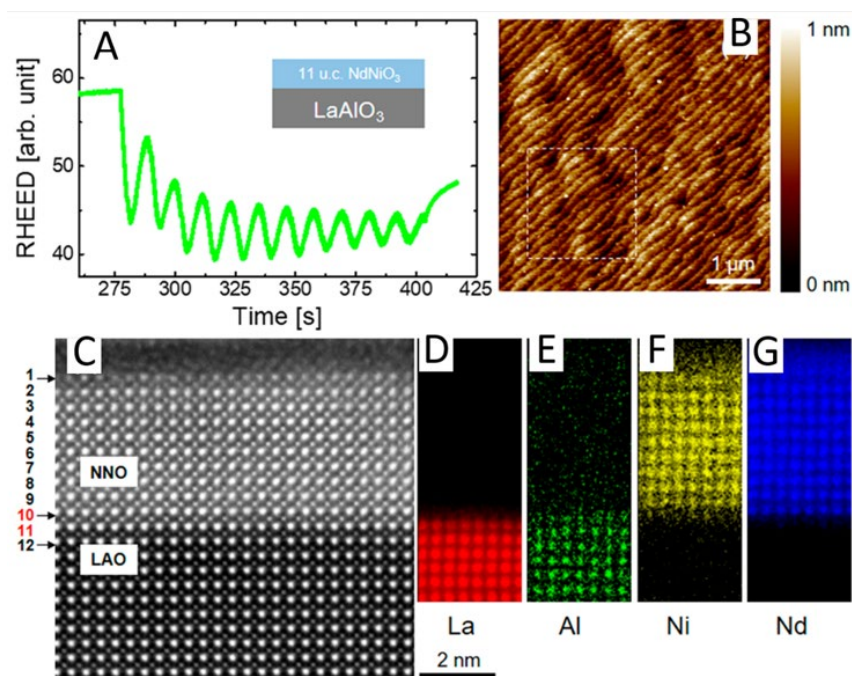 A
RHEED [arb. unit]
60
50
40
275 300 325 350 375 400 425
Time [s]
11 u.c. NdNiO₃
LaAlO₃
B
1 µm
1 nm
0 nm
C
1
2
3
4
5
6
7
8
9
10
11
12
NNO
LAO
D
E
F
G
La Al Ni Nd
2 nm